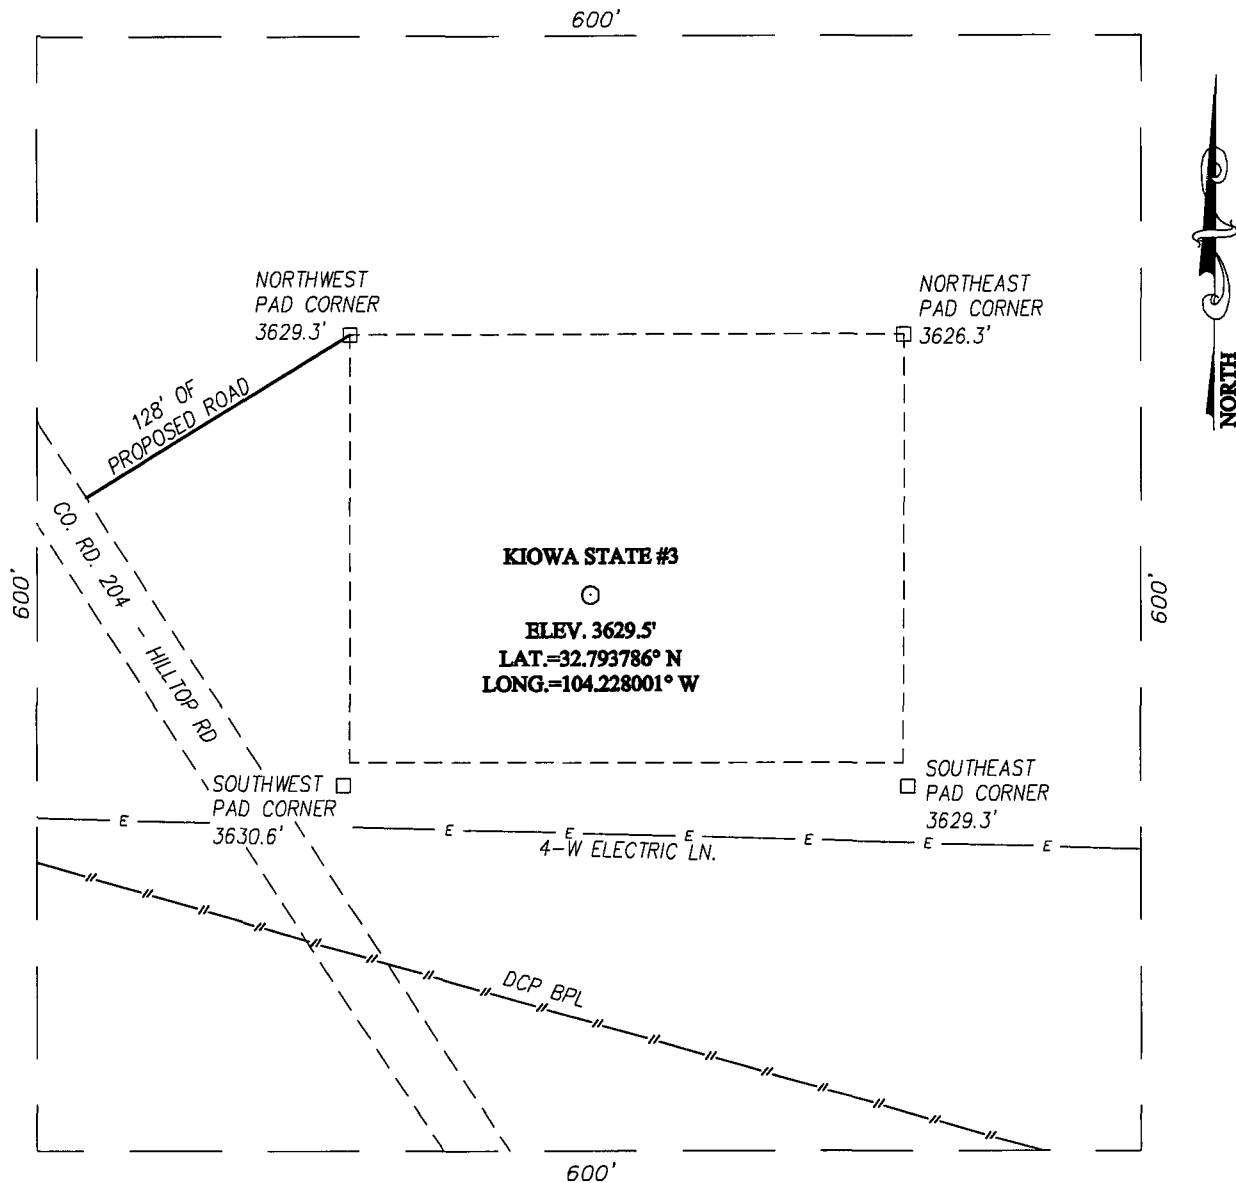 600'
NORTHWEST
PAD CORNER
3629.3'
NORTHEAST
PAD CORNER
3626.3'
NORTH
128' OF
PROPOSED ROAD
CO. RD. 204 - HILLTOP RD
KIOWA STATE #3
ELEV. 3629.5'
LAT.=32.793786° N
LONG.=104.228001° W
600'
600'
SOUTHWEST
PAD CORNER
3630.6'
SOUTHEAST
PAD CORNER
3629.3'
E E E E E E E
4-W ELECTRIC LN.
DCP BPL
600'